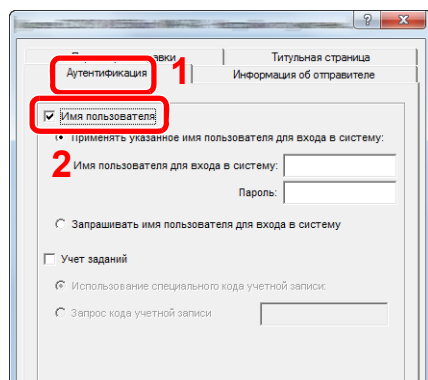 Титульная страница
Аутентификация
1
Информация об отправителе
Имя пользователя
Применять указанное имя пользователя для входа в систему:
2
Имя пользователя для входа в систему:
Пароль:
Запрашивать имя пользователя для входа в систему
Учет заданий
Использование специального кода учетной записи:
Запрос кода учетной записи